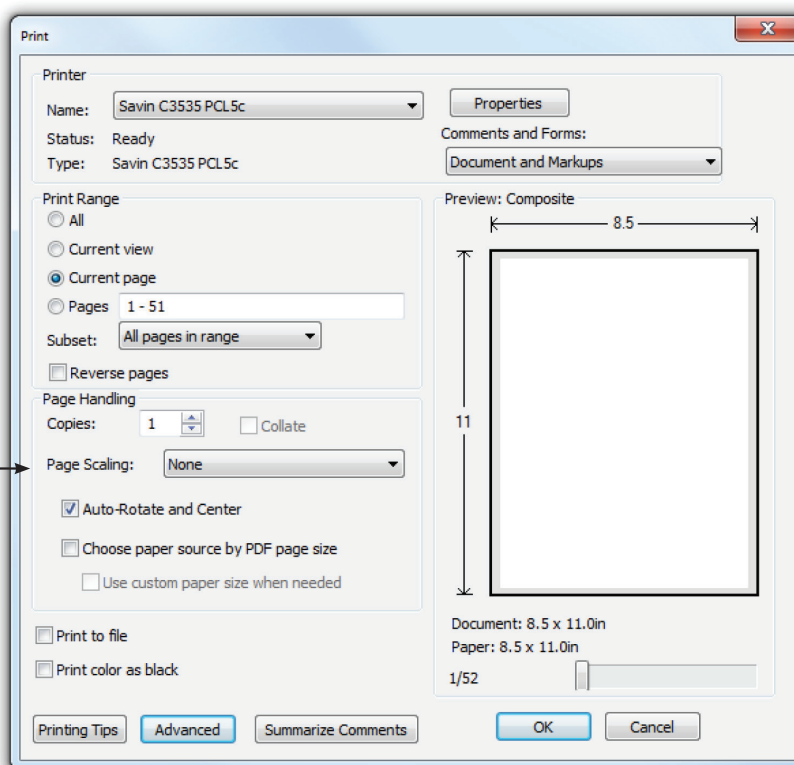 Print
Printer
Name: Savin C3535 PCL5c
Properties
Status: Ready
Comments and Forms:
Type: Savin C3535 PCL5c
Document and Markups
Print Range
All
Current view
Current page
Pages 1 - 51
Subset: All pages in range
Reverse pages
Page Handling
Copies: 1 Collate
Page Scaling: None
Auto-Rotate and Center
Choose paper source by PDF page size
Use custom paper size when needed
Print to file
Print color as black
Preview: Composite
8.5
11
Document: 8.5 x 11.0in
Paper: 8.5 x 11.0in
1/52
Printing Tips Advanced Summarize Comments OK Cancel